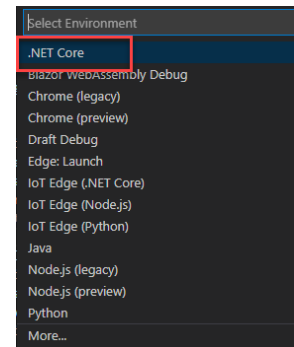 Select Environment
.NET Core
Blazor WebAssembly Debug
Chrome (legacy)
Chrome (preview)
Draft Debug
Edge: Launch
IoT Edge (.NET Core)
IoT Edge (Node.js)
IoT Edge (Python)
Java
Node.js (legacy)
Node.js (preview)
Python
More...